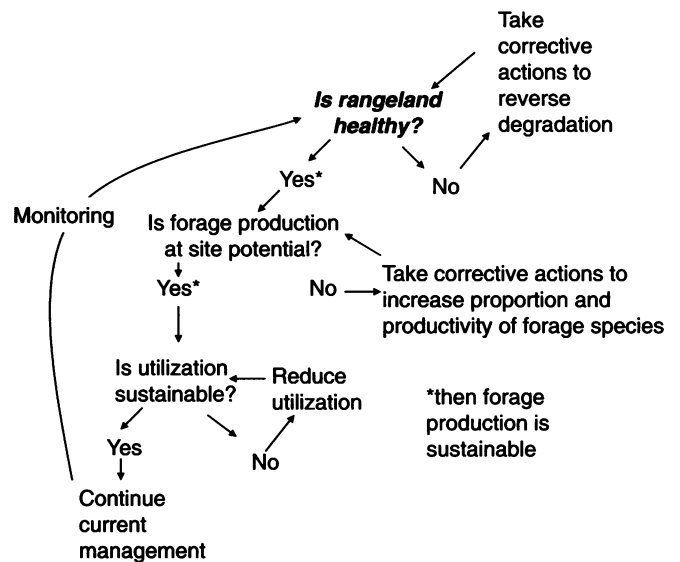 Take
corrective
actions to
reverse
degradation
Is rangeland
healthy?
Yes*
No
Monitoring
Is forage production
at site potential?
Yes*
No
Take corrective actions to
increase proportion and
productivity of forage species
Is utilization
sustainable?
Reduce
utilization
*then forage
production is
sustainable
Yes
No
Continue
current
management